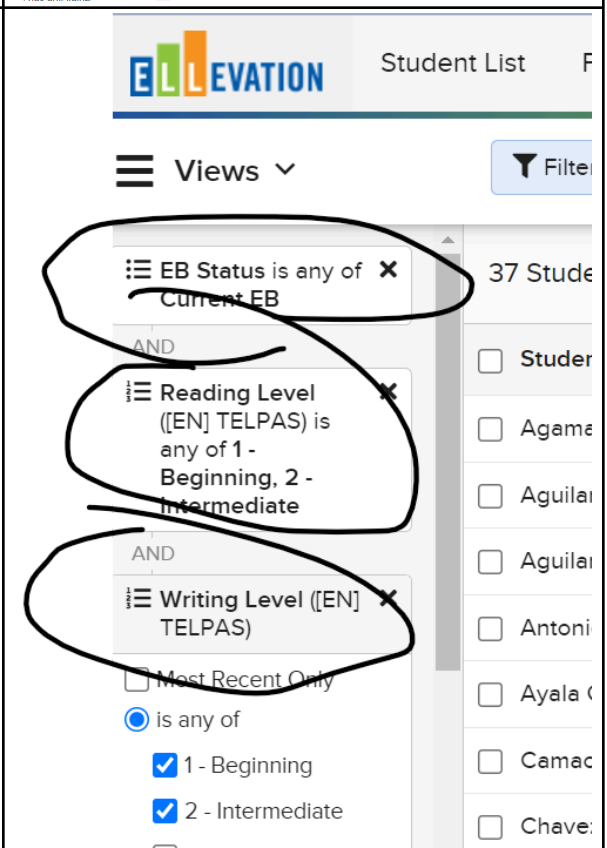 ELLEVATION Student List
Views Filter
EB Status is any of
Current EB
37 Stude
AND
Reading Level
([EN] TELPAS) is
any of 1 -
Beginning, 2 -
Intermediate
AND
Writing Level ([EN]
TELPAS)
Most Recent Only
is any of
1 - Beginning
2 - Intermediate
Studen
Agama
Aguilar
Aguilar
Antoni
Ayala
Camac
Chavez